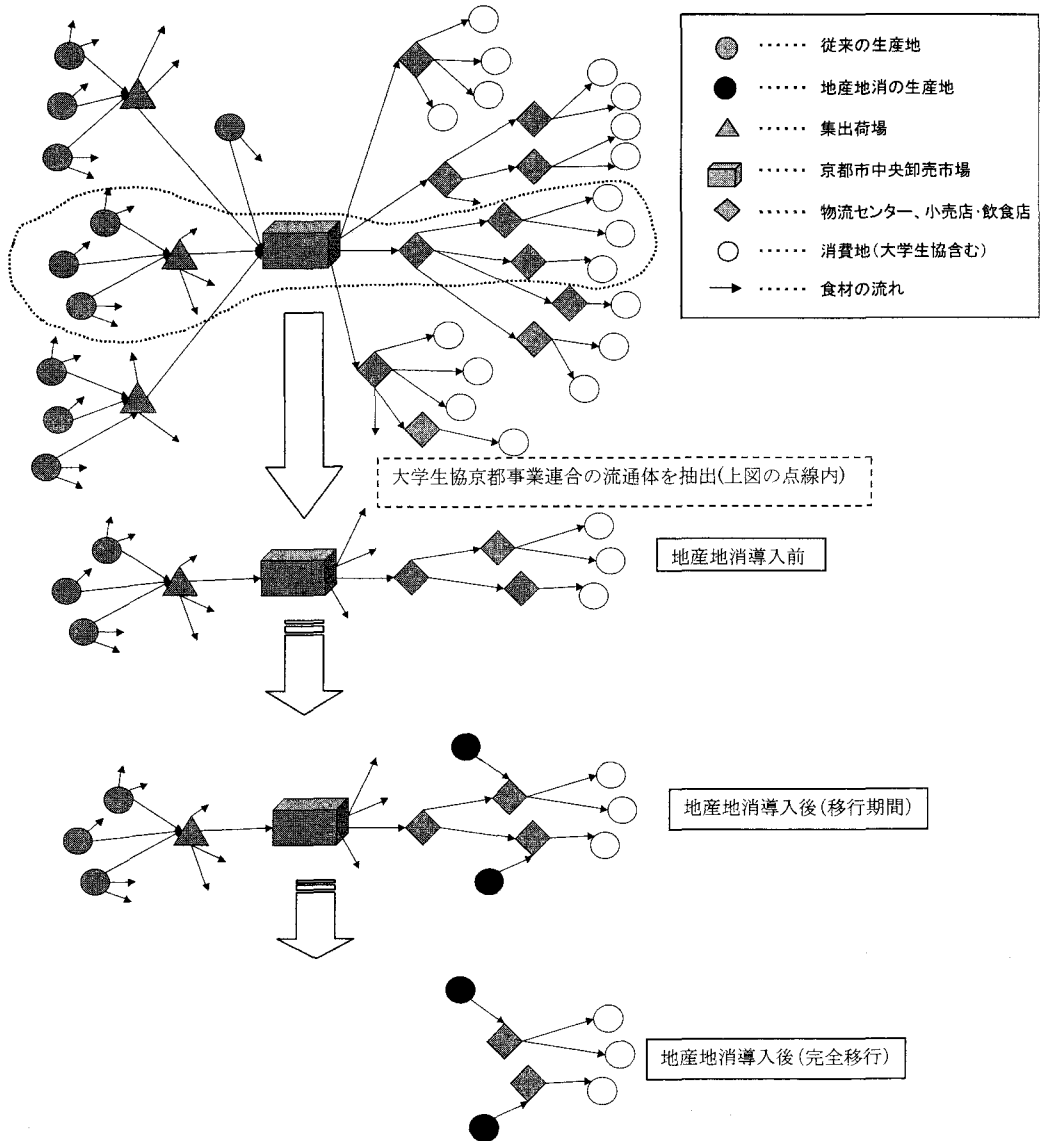 …… 従来の生産地
…… 地産地消の生産地
…… 集出荷場
…… 京都市中央卸売市場
…… 物流センター、小売店・飲食店
…… 消費地(大学生協含む)
…… 食材の流れ
大学生協京都事業連合の流通体を抽出(上図の点線内)
地産地消導入前
地産地消導入後(移行期間)
地産地消導入後(完全移行)